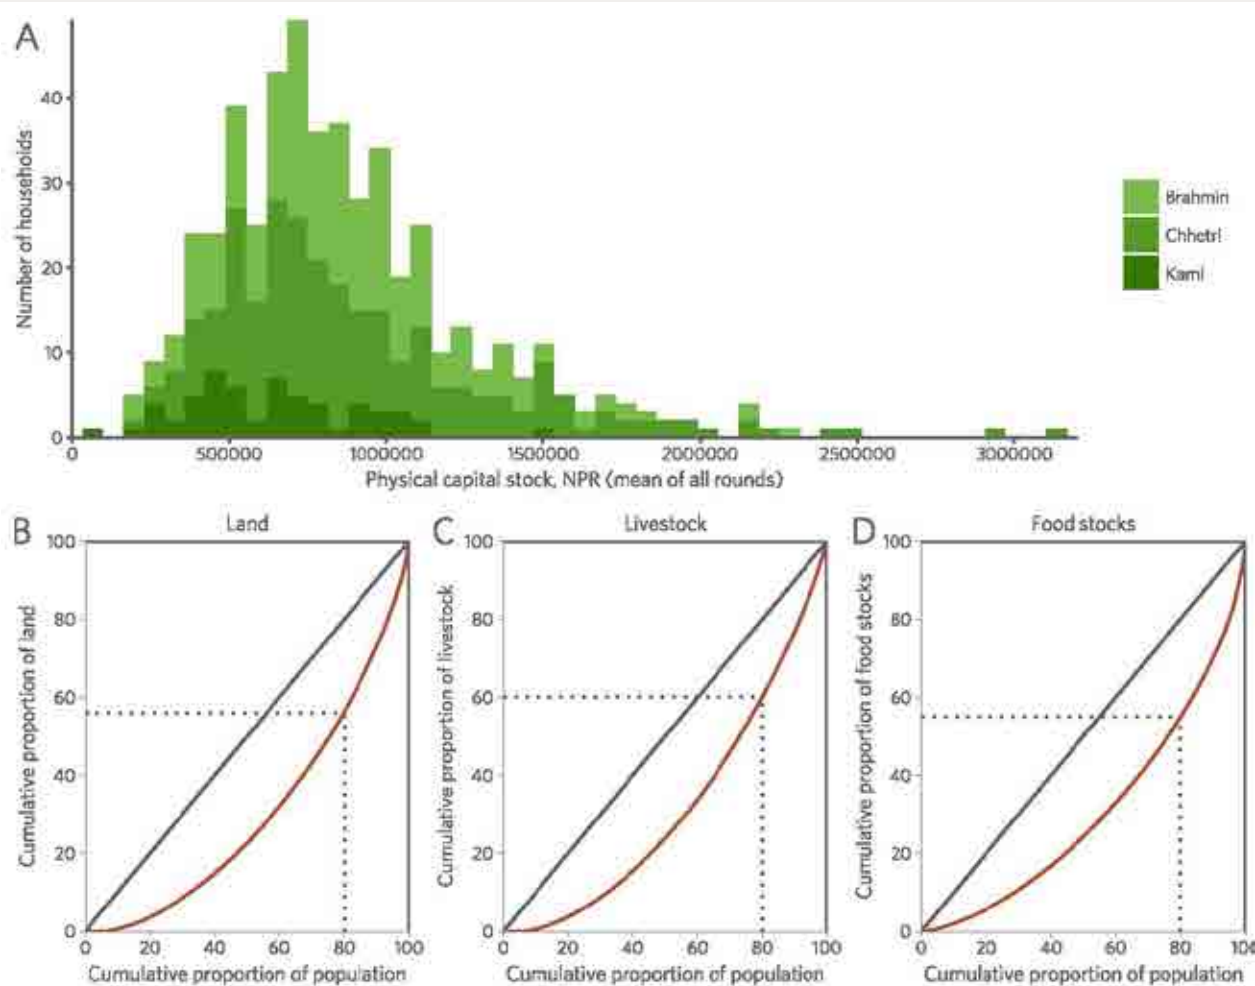 A
Number of households
40
30
20
10
0
0 500000 1000000 1500000 2000000 2500000 3000000
Physical capital stock, NPR (mean of all rounds)
Brahmin
Chhetri
Kami
B
Land
Cumulative proportion of land
100
80
60
40
20
0
0 20 40 60 80 100
Cumulative proportion of population
C
Livestock
Cumulative proportion of livestock
100
80
60
40
20
0
0 20 40 60 80 100
Cumulative proportion of population
D
Food stocks
Cumulative proportion of food stocks
100
80
60
40
20
0
0 20 40 60 80 100
Cumulative proportion of population